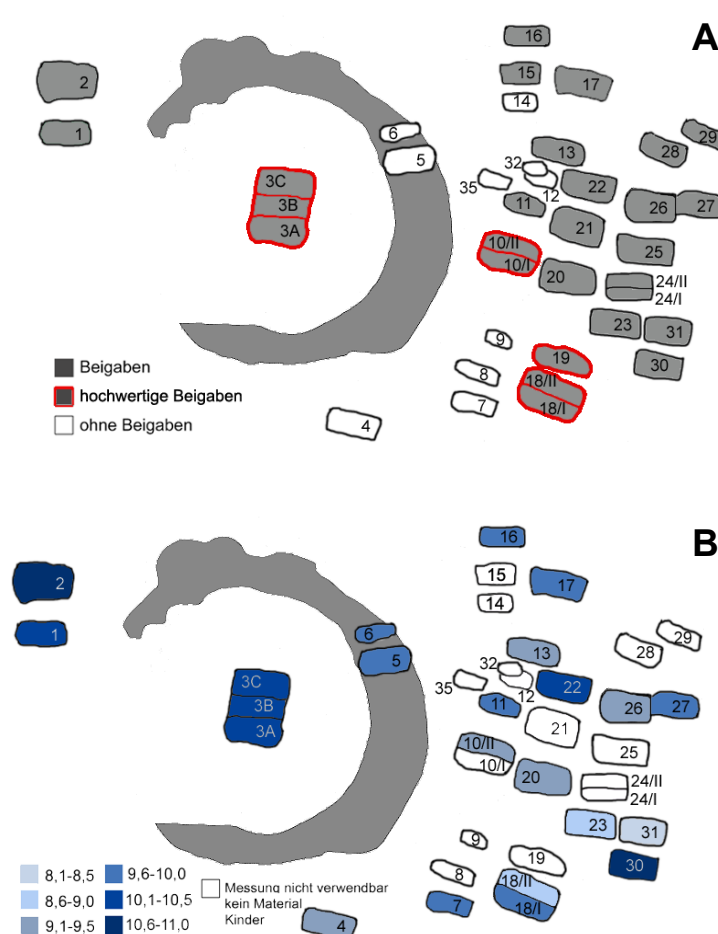 A
16
2
15
17
14
1
6
29
5
13
28
32
35
3C
12
22
3B
11
26
27
3A
21
10/II
25
10/I
20
24/II
24/I
23
31
9
19
30
Beigaben
8
18/II
hochwertige Beigaben
7
18/I
ohne Beigaben
4
B
16
2
15
17
14
1
6
29
5
13
28
32
35
3C
12
22
3B
11
26
27
3A
21
10/II
25
10/I
20
24/II
24/I
23
31
9
19
30
8
18/II
7
18/I
4
8,1-8,5
9,6-10,0
8,6-9,0
10,1-10,5
9,1-9,5
10,6-11,0
Messung nicht verwendbar
kein Material
Kinder